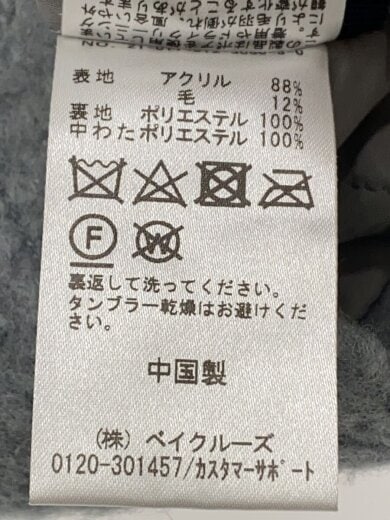 表地 アクリル 88%
毛 12%
裏地 ポリエステル 100%
中わた ポリエステル 100%
F
W
裏返して洗ってください。
タンブラー乾燥はお避けくだ
さい。
中国製
(株) ベイクルーズ
0120-301457/カスタマーサポート